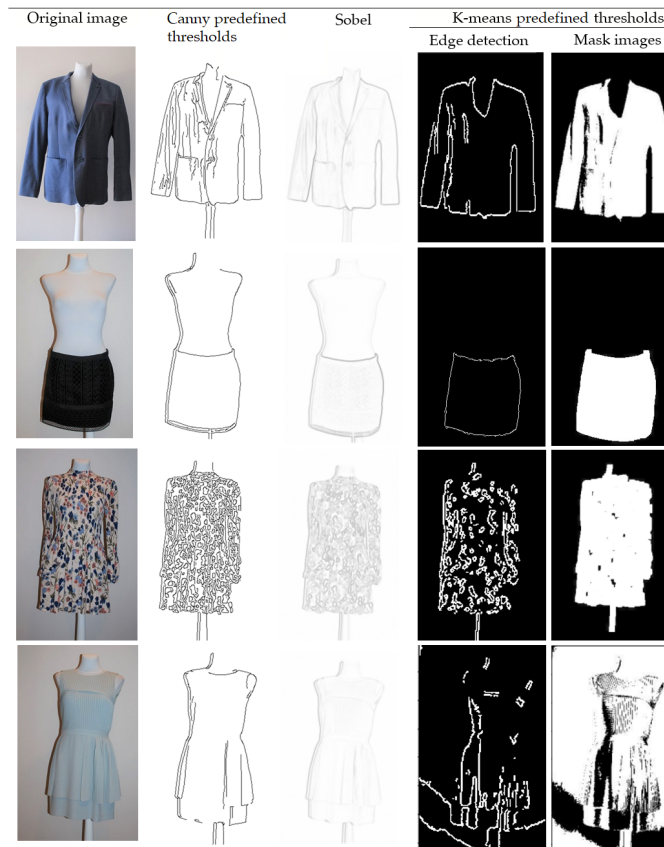 Original image
Canny predefined
thresholds
Sobel
K-means predefined thresholds
Edge detection
Mask images